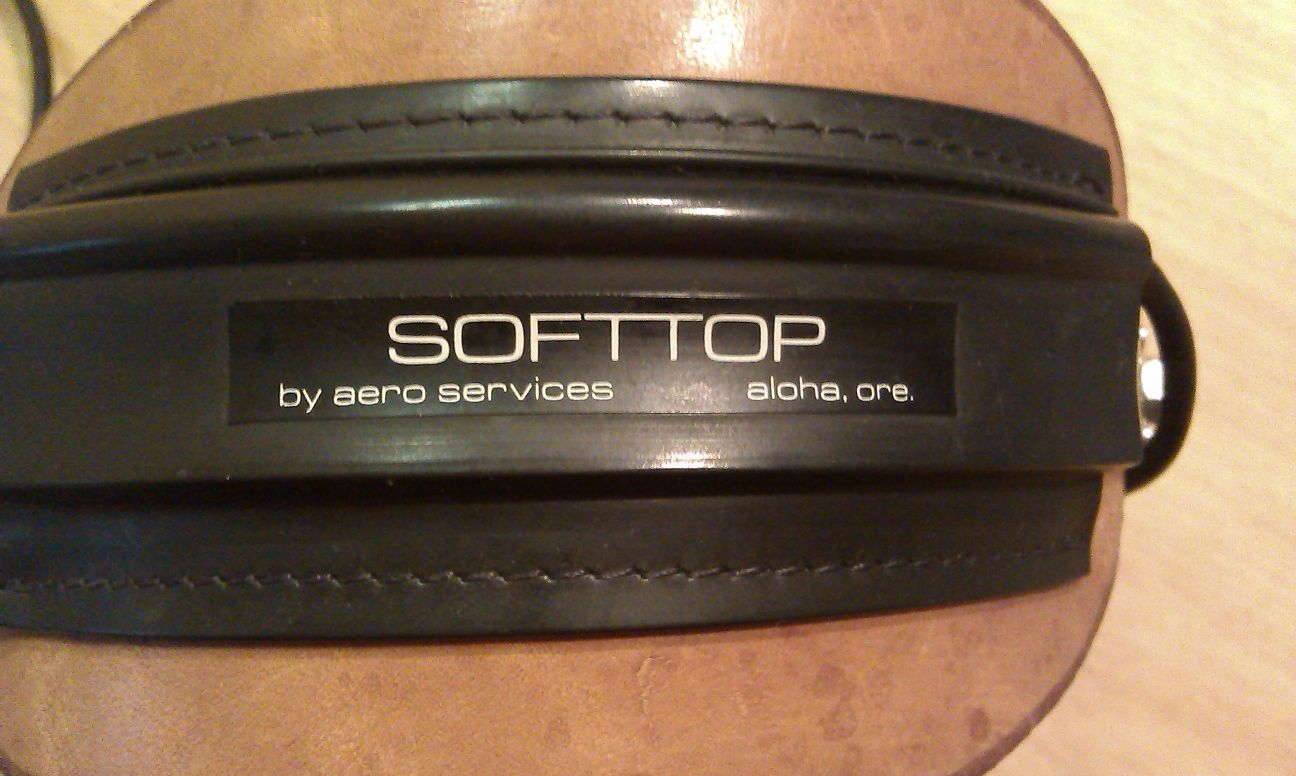 SOFTTOP
by aero services aloha, ore.